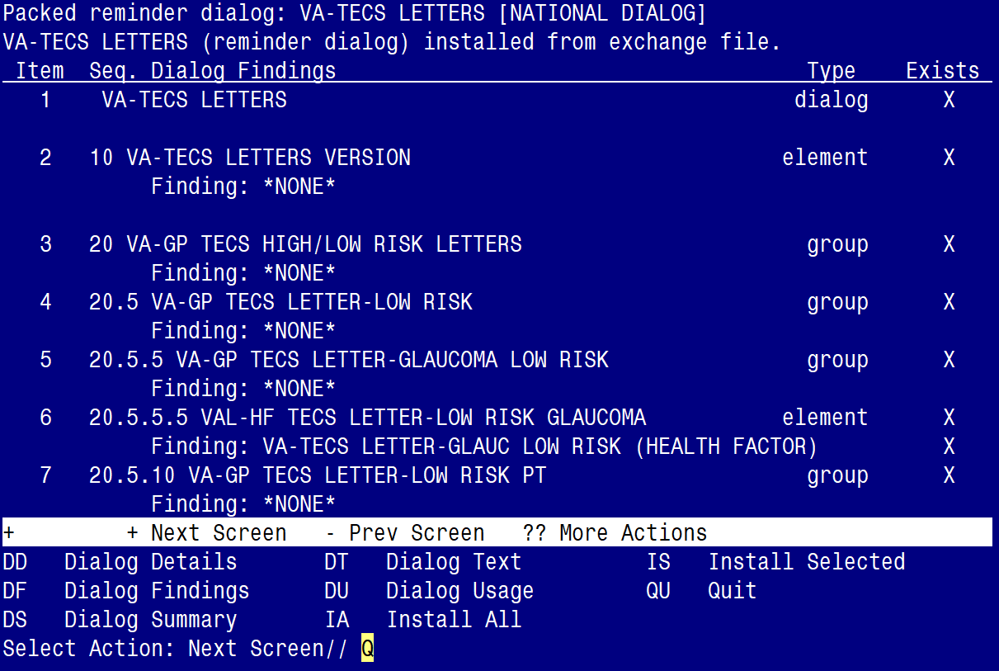 Packed reminder dialog: VA-TECS LETTERS [NATIONAL DIALOG]
VA-TECS LETTERS (reminder dialog) installed from exchange file.
Item  Seq. Dialog Findings                                      Type    Exists
1    VA-TECS LETTERS                                         dialog      X
2   10 VA-TECS LETTERS VERSION                              element      X
Finding: *NONE*
3   20 VA-GP TECS HIGH/LOW RISK LETTERS                       group      X
Finding: *NONE*
4   20.5 VA-GP TECS LETTER-LOW RISK                           group      X
Finding: *NONE*
5   20.5.5 VA-GP TECS LETTER-GLAUCOMA LOW RISK                group      X
Finding: *NONE*
6   20.5.5.5 VAL-HF TECS LETTER-LOW RISK GLAUCOMA           element      X
Finding: VA-TECS LETTER-GLAUC LOW RISK (HEALTH FACTOR)          X
7   20.5.10 VA-GP TECS LETTER-LOW RISK PT                     group      X
Finding: *NONE*
+         + Next Screen   - Prev Screen   ?? More Actions
DD   Dialog Details       DT   Dialog Text          IS   Install Selected
DF   Dialog Findings      DU   Dialog Usage         QU   Quit
DS   Dialog Summary       IA   Install All
Select Action: Next Screen// Q